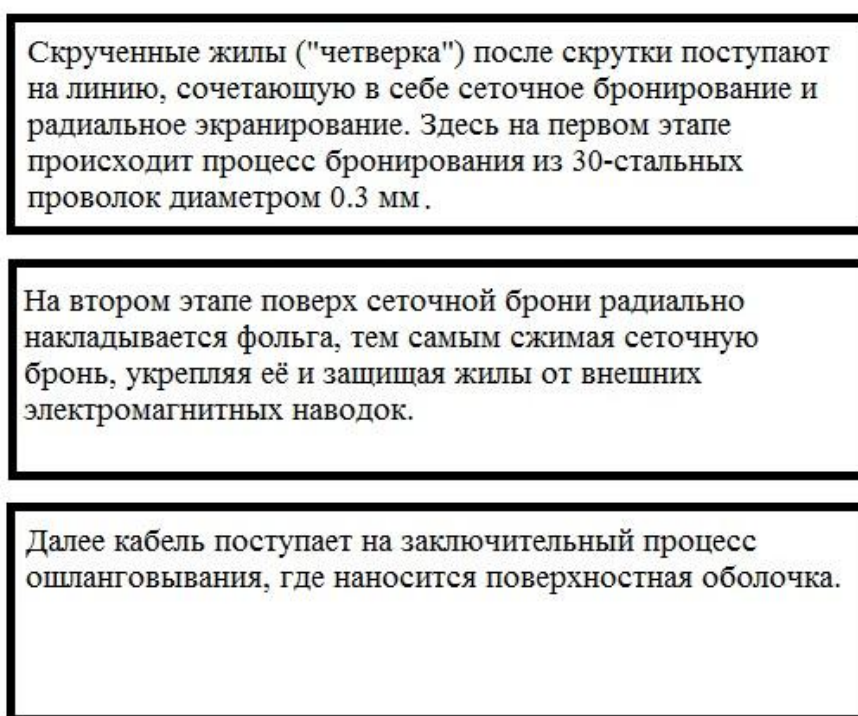 Скрученные жилы ("четверка") после скрутки поступают
на линию, сочетающую в себе сеточное бронирование и
радиальное экранирование. Здесь на первом этапе
происходит процесс бронирования из 30-стальных
проволок диаметром 0.3 мм.
На втором этапе поверх сеточной брони радиально
накладывается фольга, тем самым сжимая сеточную
бронь, укрепляя её и защищая жилы от внешних
электромагнитных наводок.
Далее кабель поступает на заключительный процесс
ошланговывания, где наносится поверхностная оболочка.